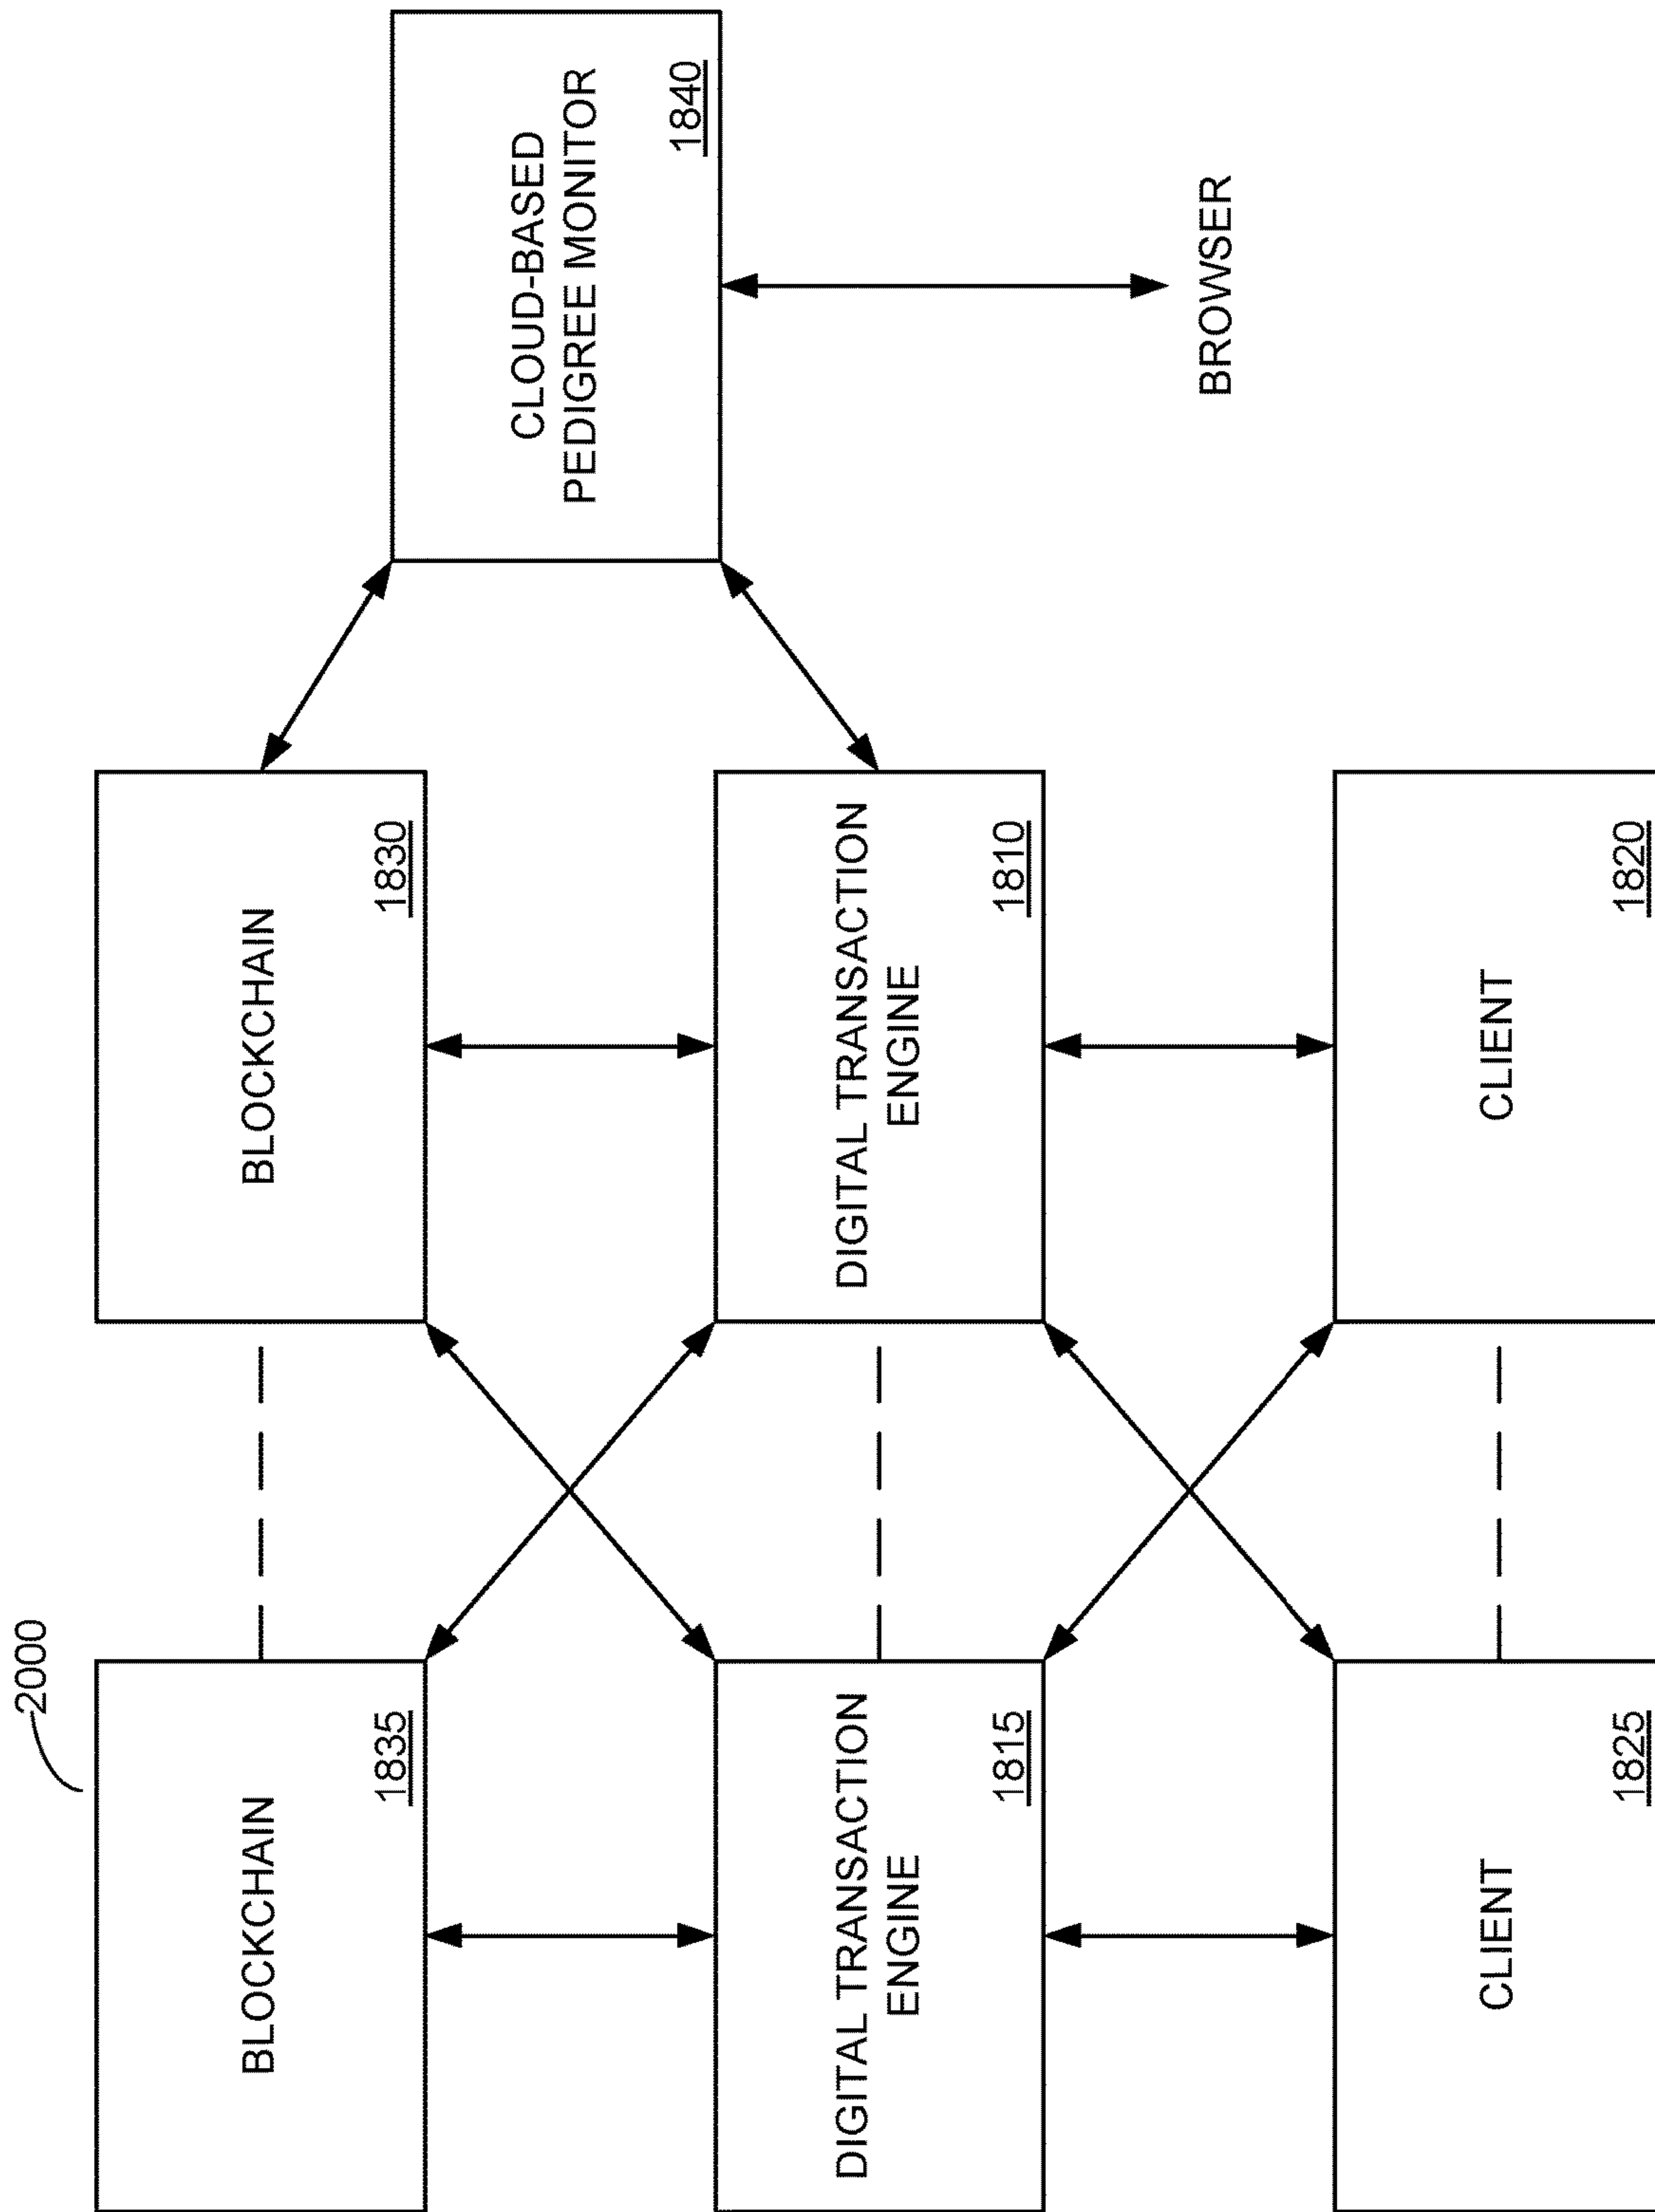 2000
BLOCKCHAIN
1835
BLOCKCHAIN
1830
CLOUD-BASED
PEDIGREE MONITOR
1840
DIGITAL TRANSACTION
ENGINE
1815
DIGITAL TRANSACTION
ENGINE
1810
BROWSER
CLIENT
1825
CLIENT
1820